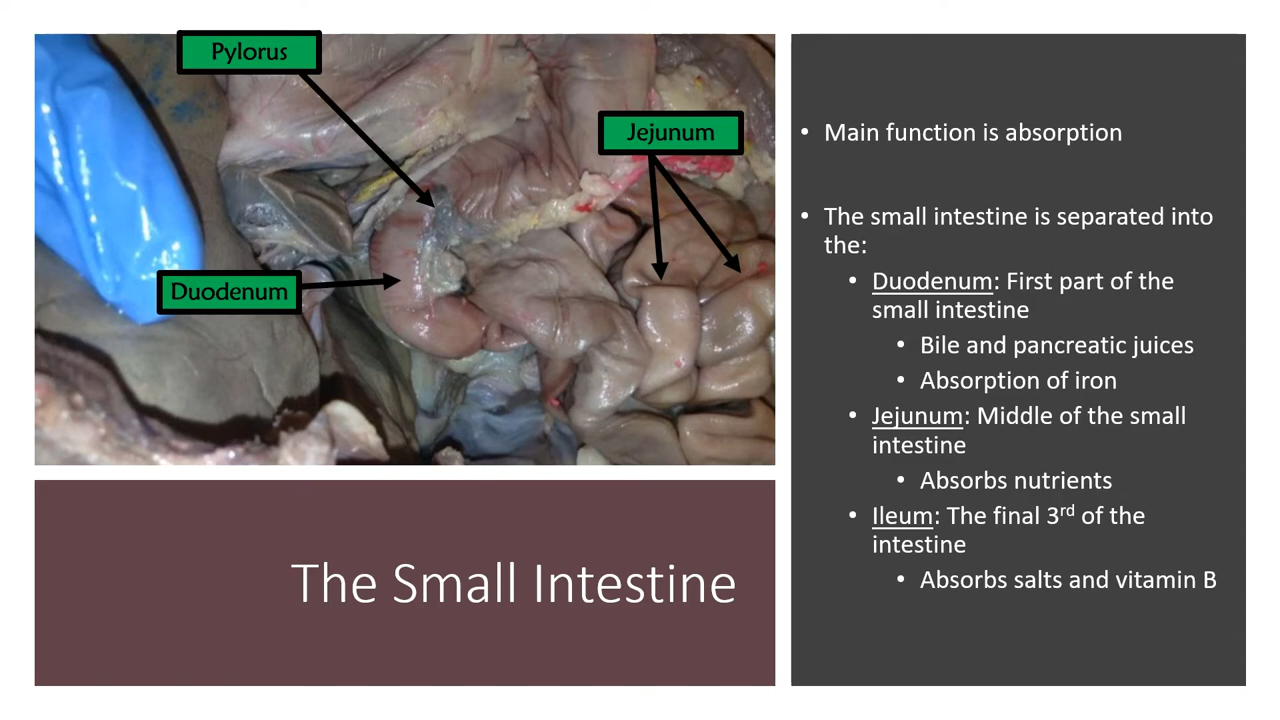 Pylorus
Jejunum
Duodenum
The Small Intestine
• Main function is absorption
• The small intestine is separated into
the:
• Duodenum: First part of the
small intestine
• Bile and pancreatic juices
• Absorption of iron
• Jejunum: Middle of the small
intestine
• Absorbs nutrients
• Ileum: The final 3rd of the
intestine
• Absorbs salts and vitamin B